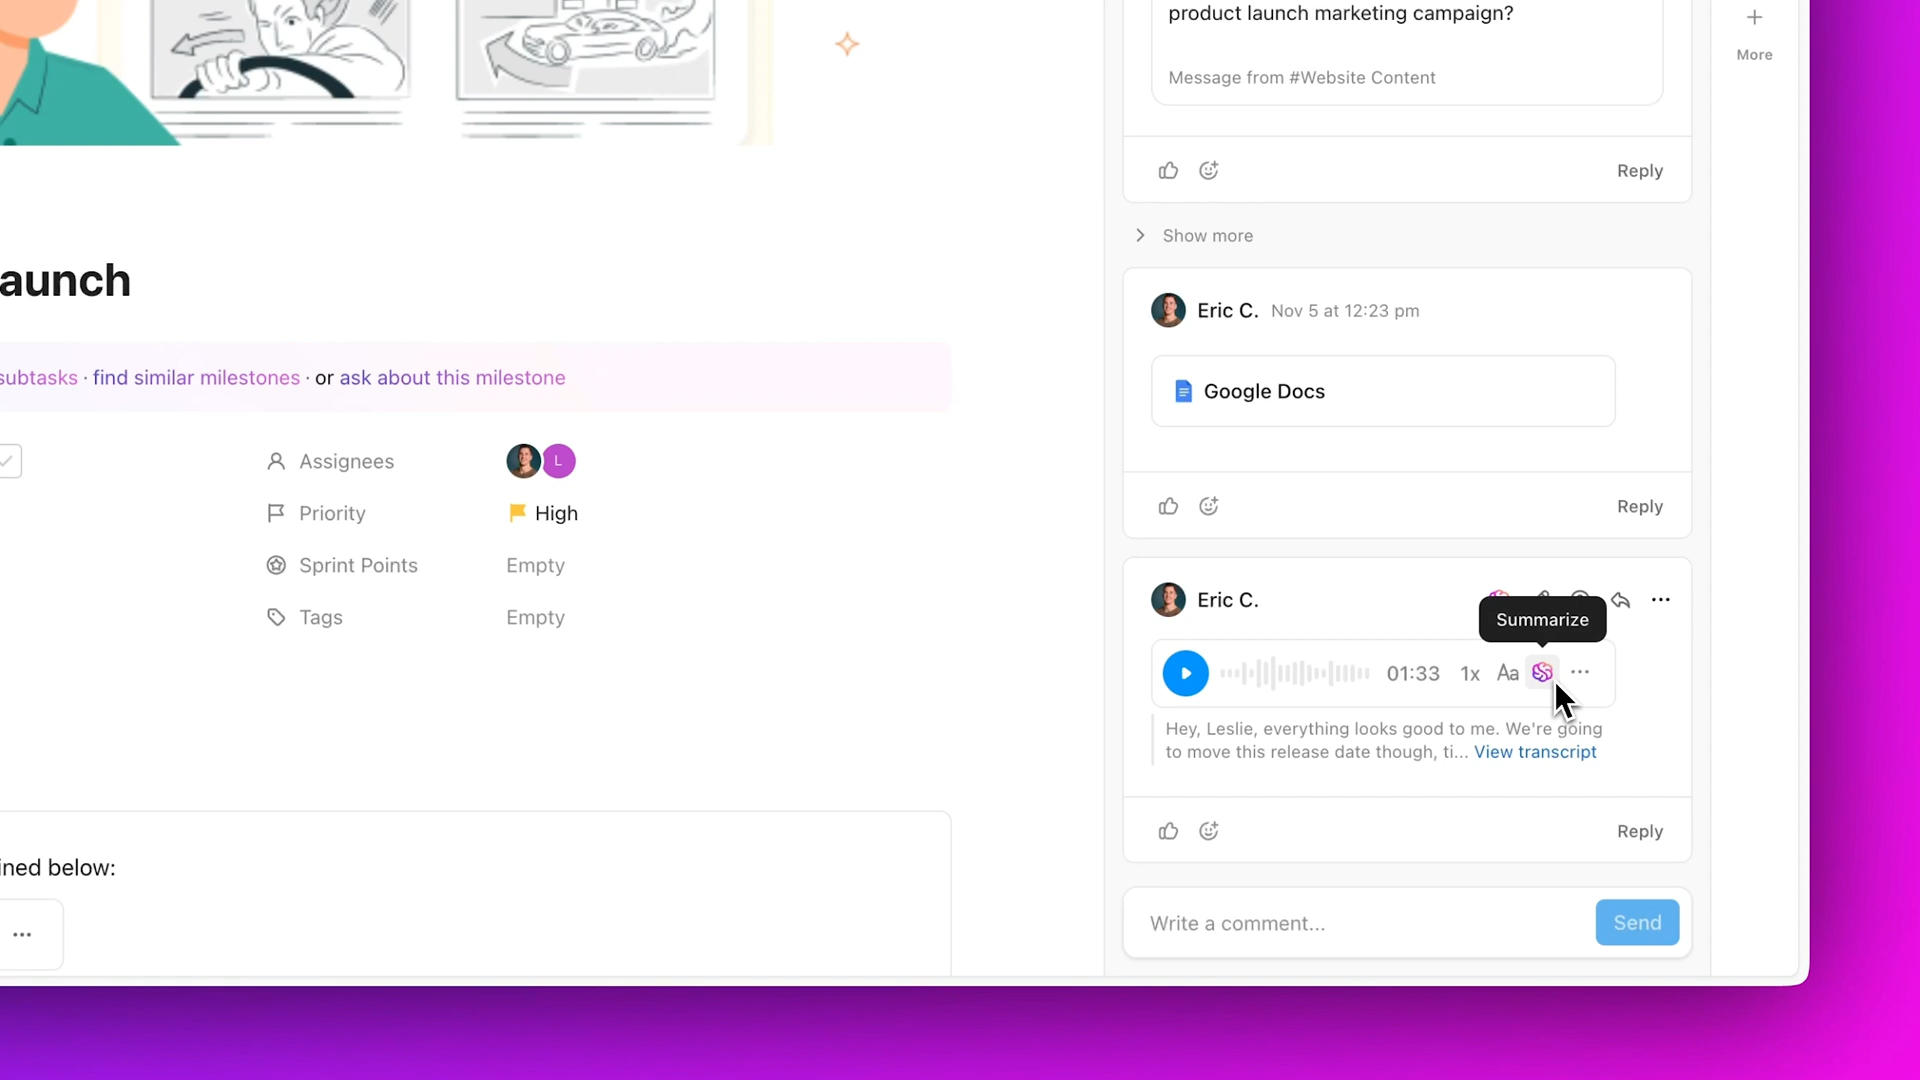 aunch
subtasks · find similar milestones · or ask about this milestone
Assignees
L
Priority
High
Sprint Points
Empty
Tags
Empty
ined below:
product launch marketing campaign?
Message from #Website Content
Reply
Show more
Eric C. Nov 5 at 12:23 pm
Google Docs
Reply
Eric C.
Summarize
01:33 1x Aa
Hey, Leslie, everything looks good to me. We're going
to move this release date though, ti... View transcript
Reply
Write a comment...
Send
More